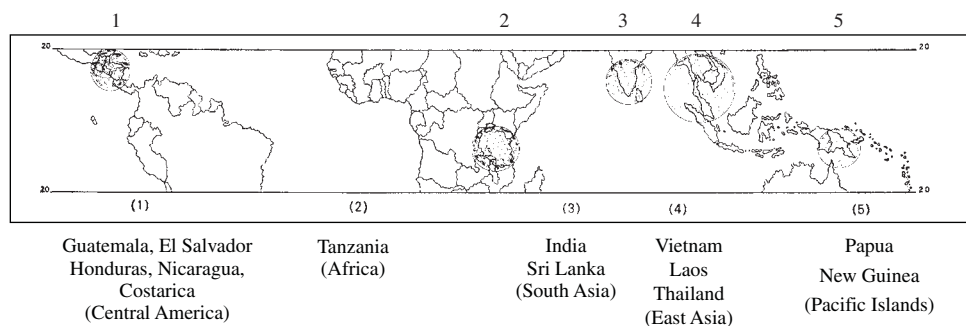 1 2 3 4 5
20 20
20 20
(1) (2) (3) (4) (5)
Guatemala, El Salvador
Honduras, Nicaragua,
Costarica
(Central America)
Tanzania
(Africa)
India
Sri Lanka
(South Asia)
Vietnam
Laos
Thailand
(East Asia)
Papua
New Guinea
(Pacific Islands)